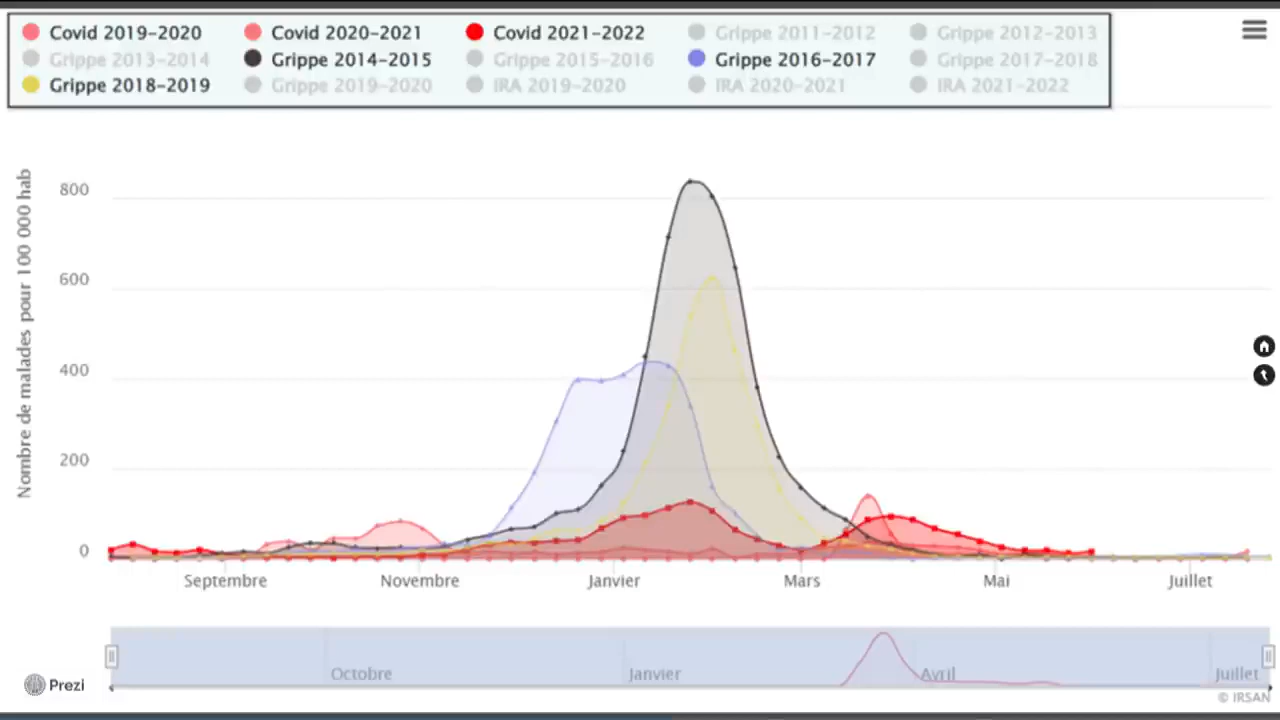 Covid 2019-2020 Covid 2020-2021 Covid 2021-2022 Grippe 2011-2012 Grippe 2012-2013
Grippe 2013-2014 Grippe 2014-2015 Grippe 2015-2016 Grippe 2016-2017 Grippe 2017-2018
Grippe 2018-2019 Grippe 2019-2020 IRA 2019-2020 IRA 2020-2021 IRA 2021-2022
Nombre de malades pour 100 000 hab
800
600
400
200
0
Septembre Novembre Janvier Mars Mai Juillet
Octobre Janvier Avril Juillet
Prezi
© IRSAN